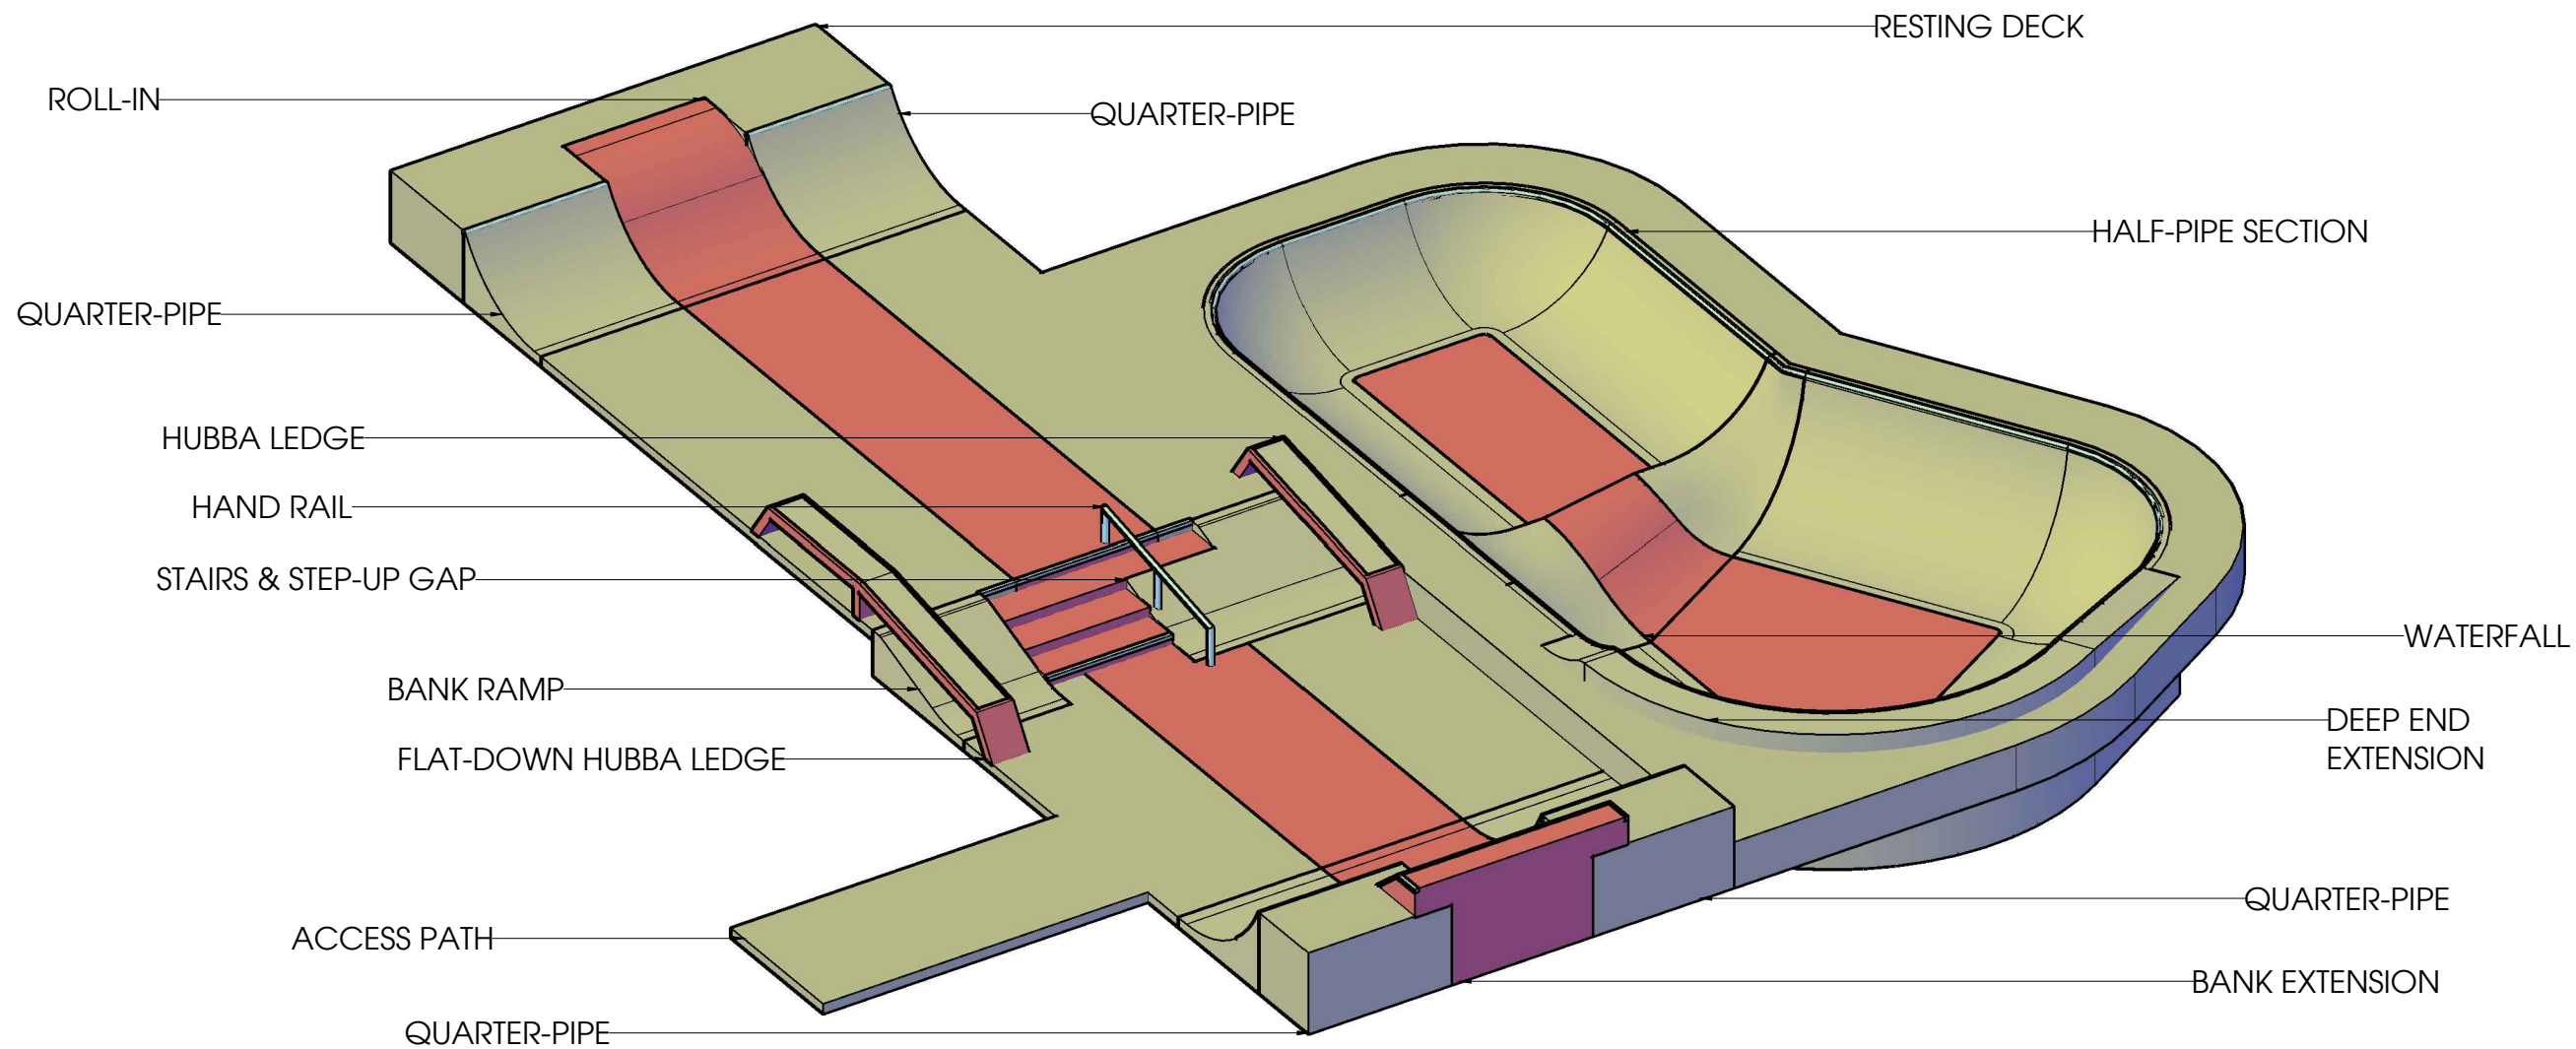 RESTING DECK
ROLL-IN
QUARTER-PIPE
HALF-PIPE SECTION
QUARTER-PIPE
HUBBA LEDGE
HAND RAIL
STAIRS & STEP-UP GAP
WATERFALL
BANK RAMP
DEEP END
EXTENSION
FLAT-DOWN HUBBA LEDGE
QUARTER-PIPE
ACCESS PATH
BANK EXTENSION
QUARTER-PIPE